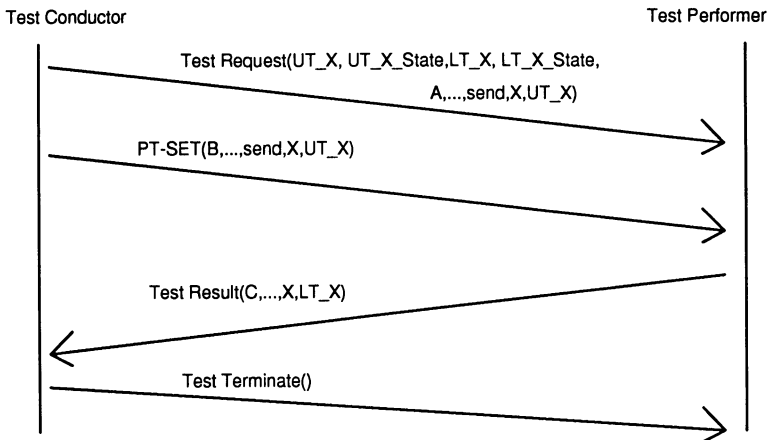 Test Conductor
Test Performer
Test Request(UT_X, UT_X_State,LT_X, LT_X_State,
A,...,send,X,UT_X)
PT-SET(B,...,send,X,UT_X)
Test Result(C,...,X,LT_X)
Test Terminate()